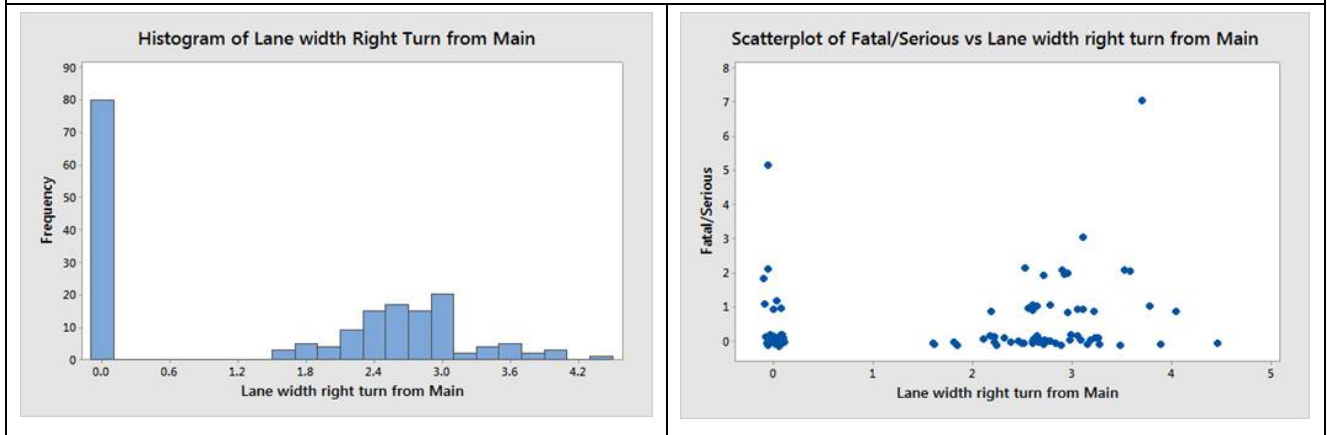 Histogram of Lane width Right Turn from Main
90
80
70
60
50
40
30
20
10
0
Frequency
0.0 0.6 1.2 1.8 2.4 3.0 3.6 4.2
Lane width right turn from Main
Scatterplot of Fatal/Serious vs Lane width right turn from Main
8
7
6
5
4
3
2
1
0
Fatal/Serious
0 1 2 3 4 5
Lane width right turn from Main